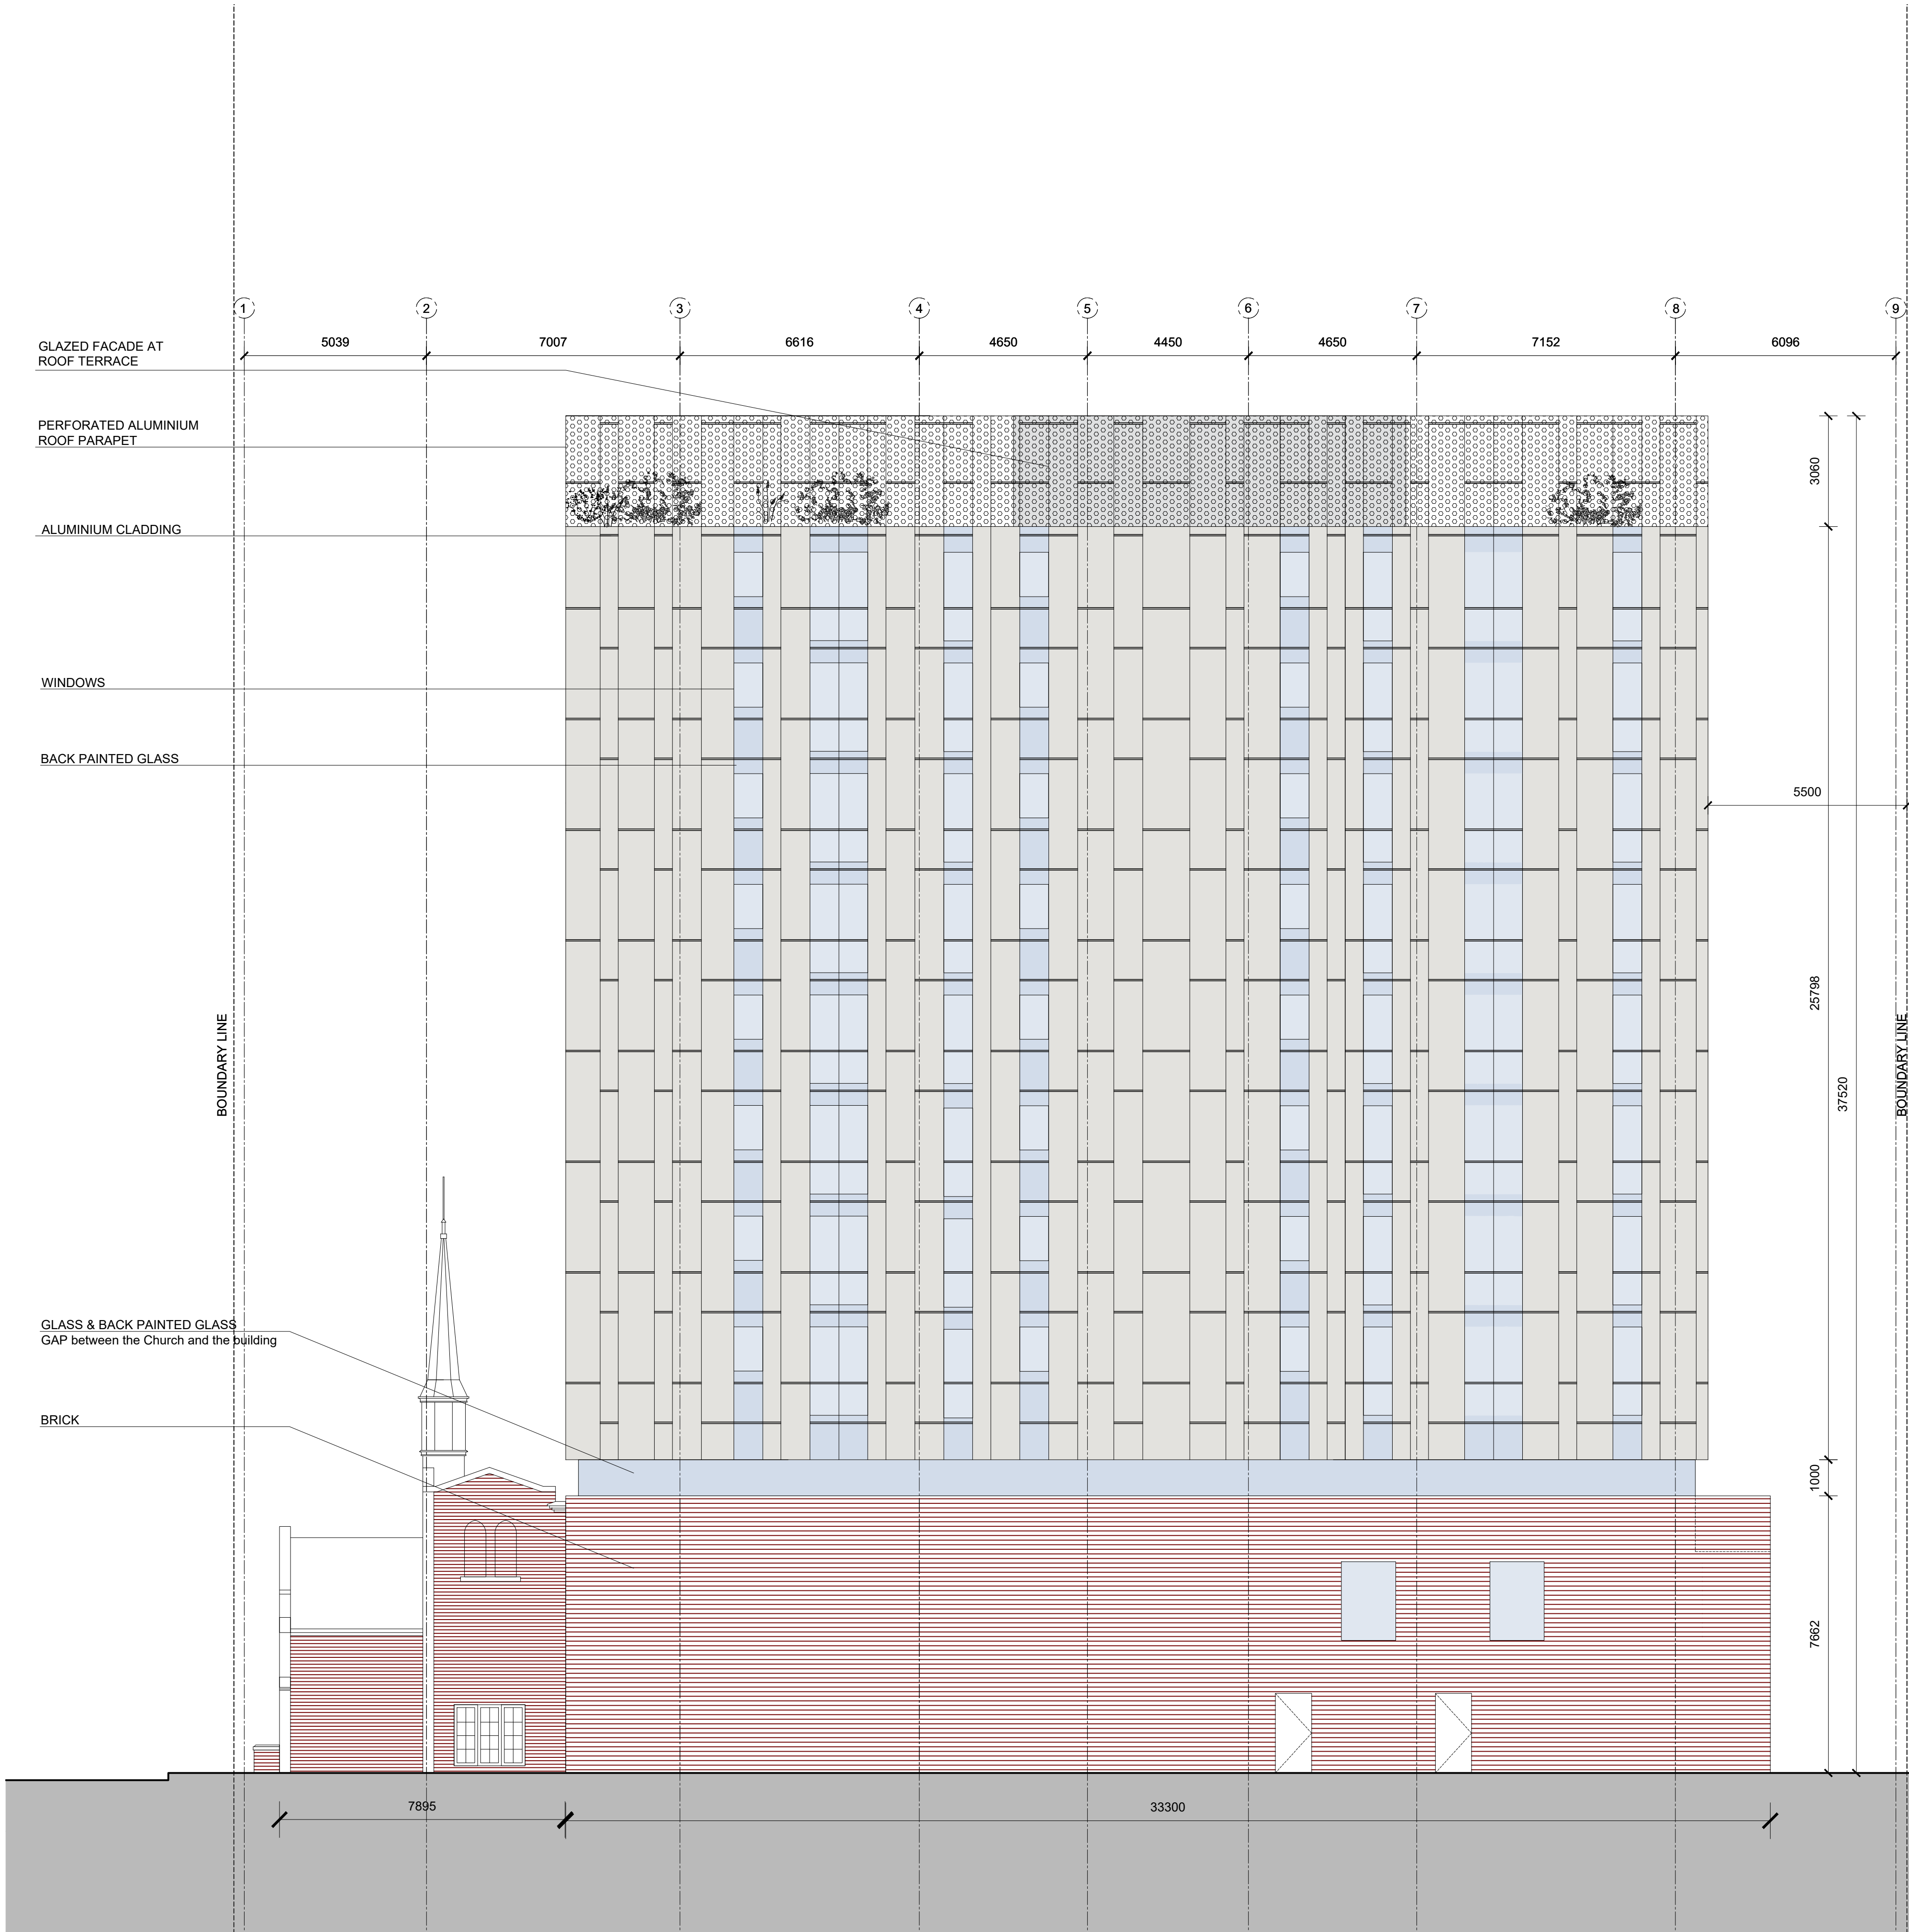 1 2 3 4 5 6 7 8 9
5039 7007 6616 4650 4450 4650 7152 6096
GLAZED FACADE AT
ROOF TERRACE
PERFORATED ALUMINIUM
ROOF PARAPET
3060
ALUMINIUM CLADDING
WINDOWS
BACK PAINTED GLASS
5500
25798
BOUNDARY LINE
37520
BOUNDARY LINE
GLASS & BACK PAINTED GLASS
GAP between the Church and the building
BRICK
1000
7662
7895
33300